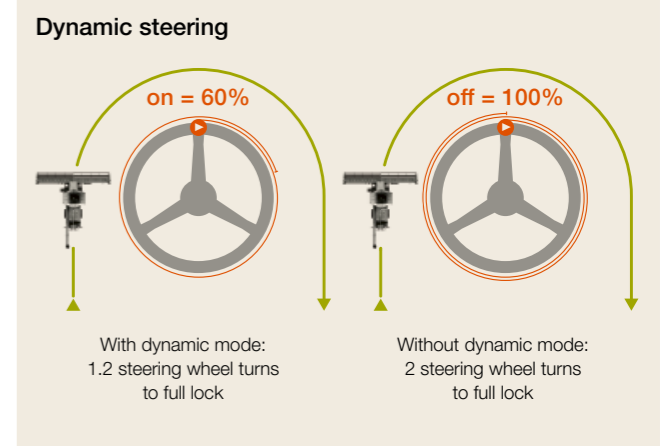 Dynamic steering
on = 60%
off = 100%
With dynamic mode:
1.2 steering wheel turns
to full lock
Without dynamic mode:
2 steering wheel turns
to full lock